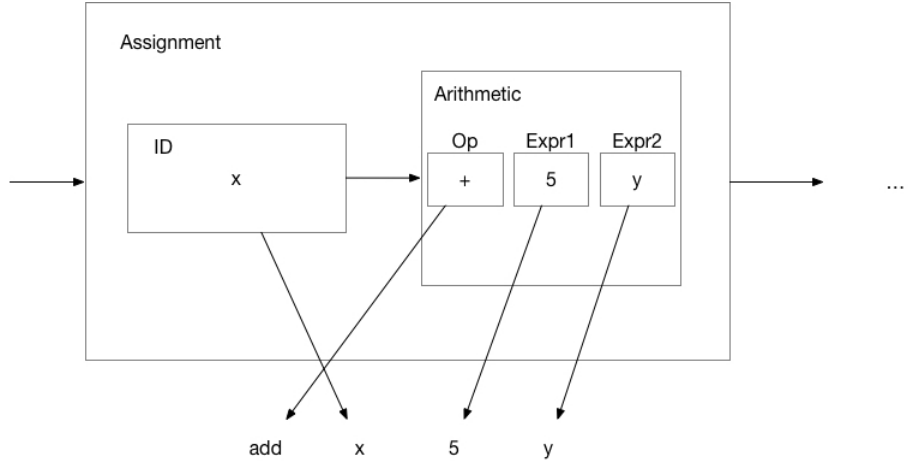 Assignment
Arithmetic
ID
Op Expr1 Expr2
x
+ 5 y
...
add x 5 y